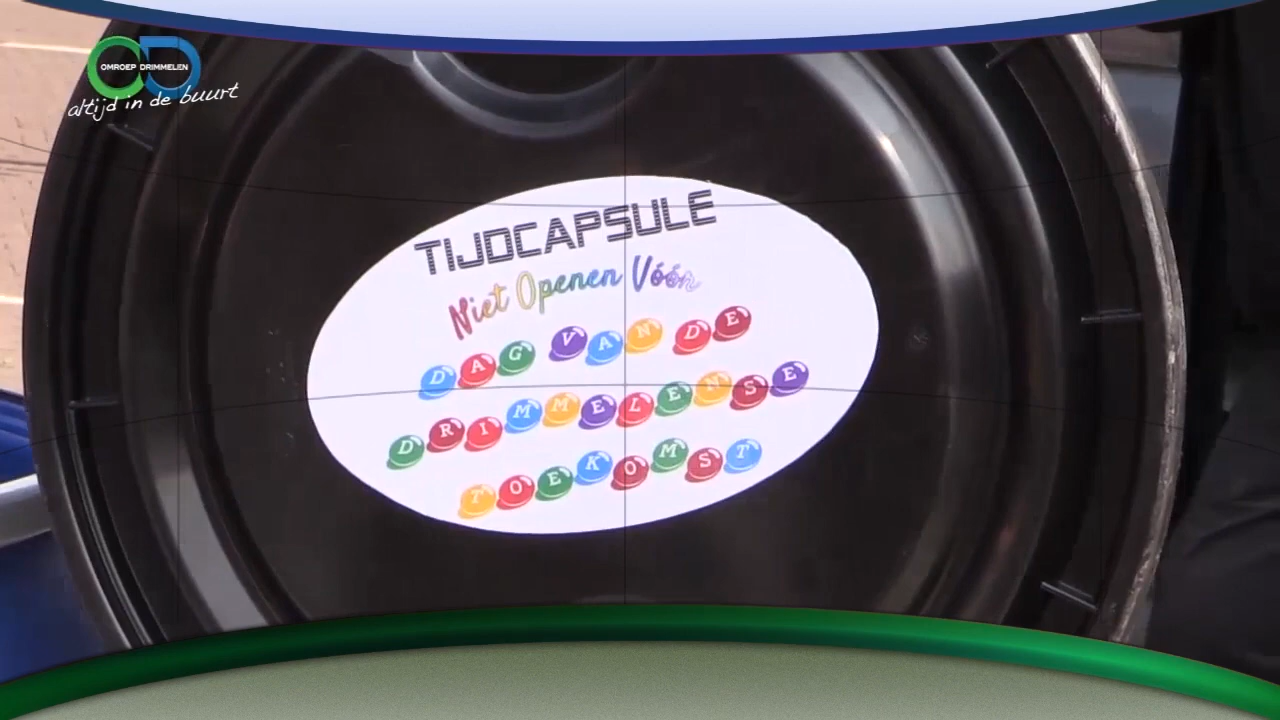 OMROEP DRIMMELEN
altijd in de buurt
TIJDCAPSULE
Niet Openen Vóór
DAG VAN DE
DRIMMELENSE
TOEKOMST